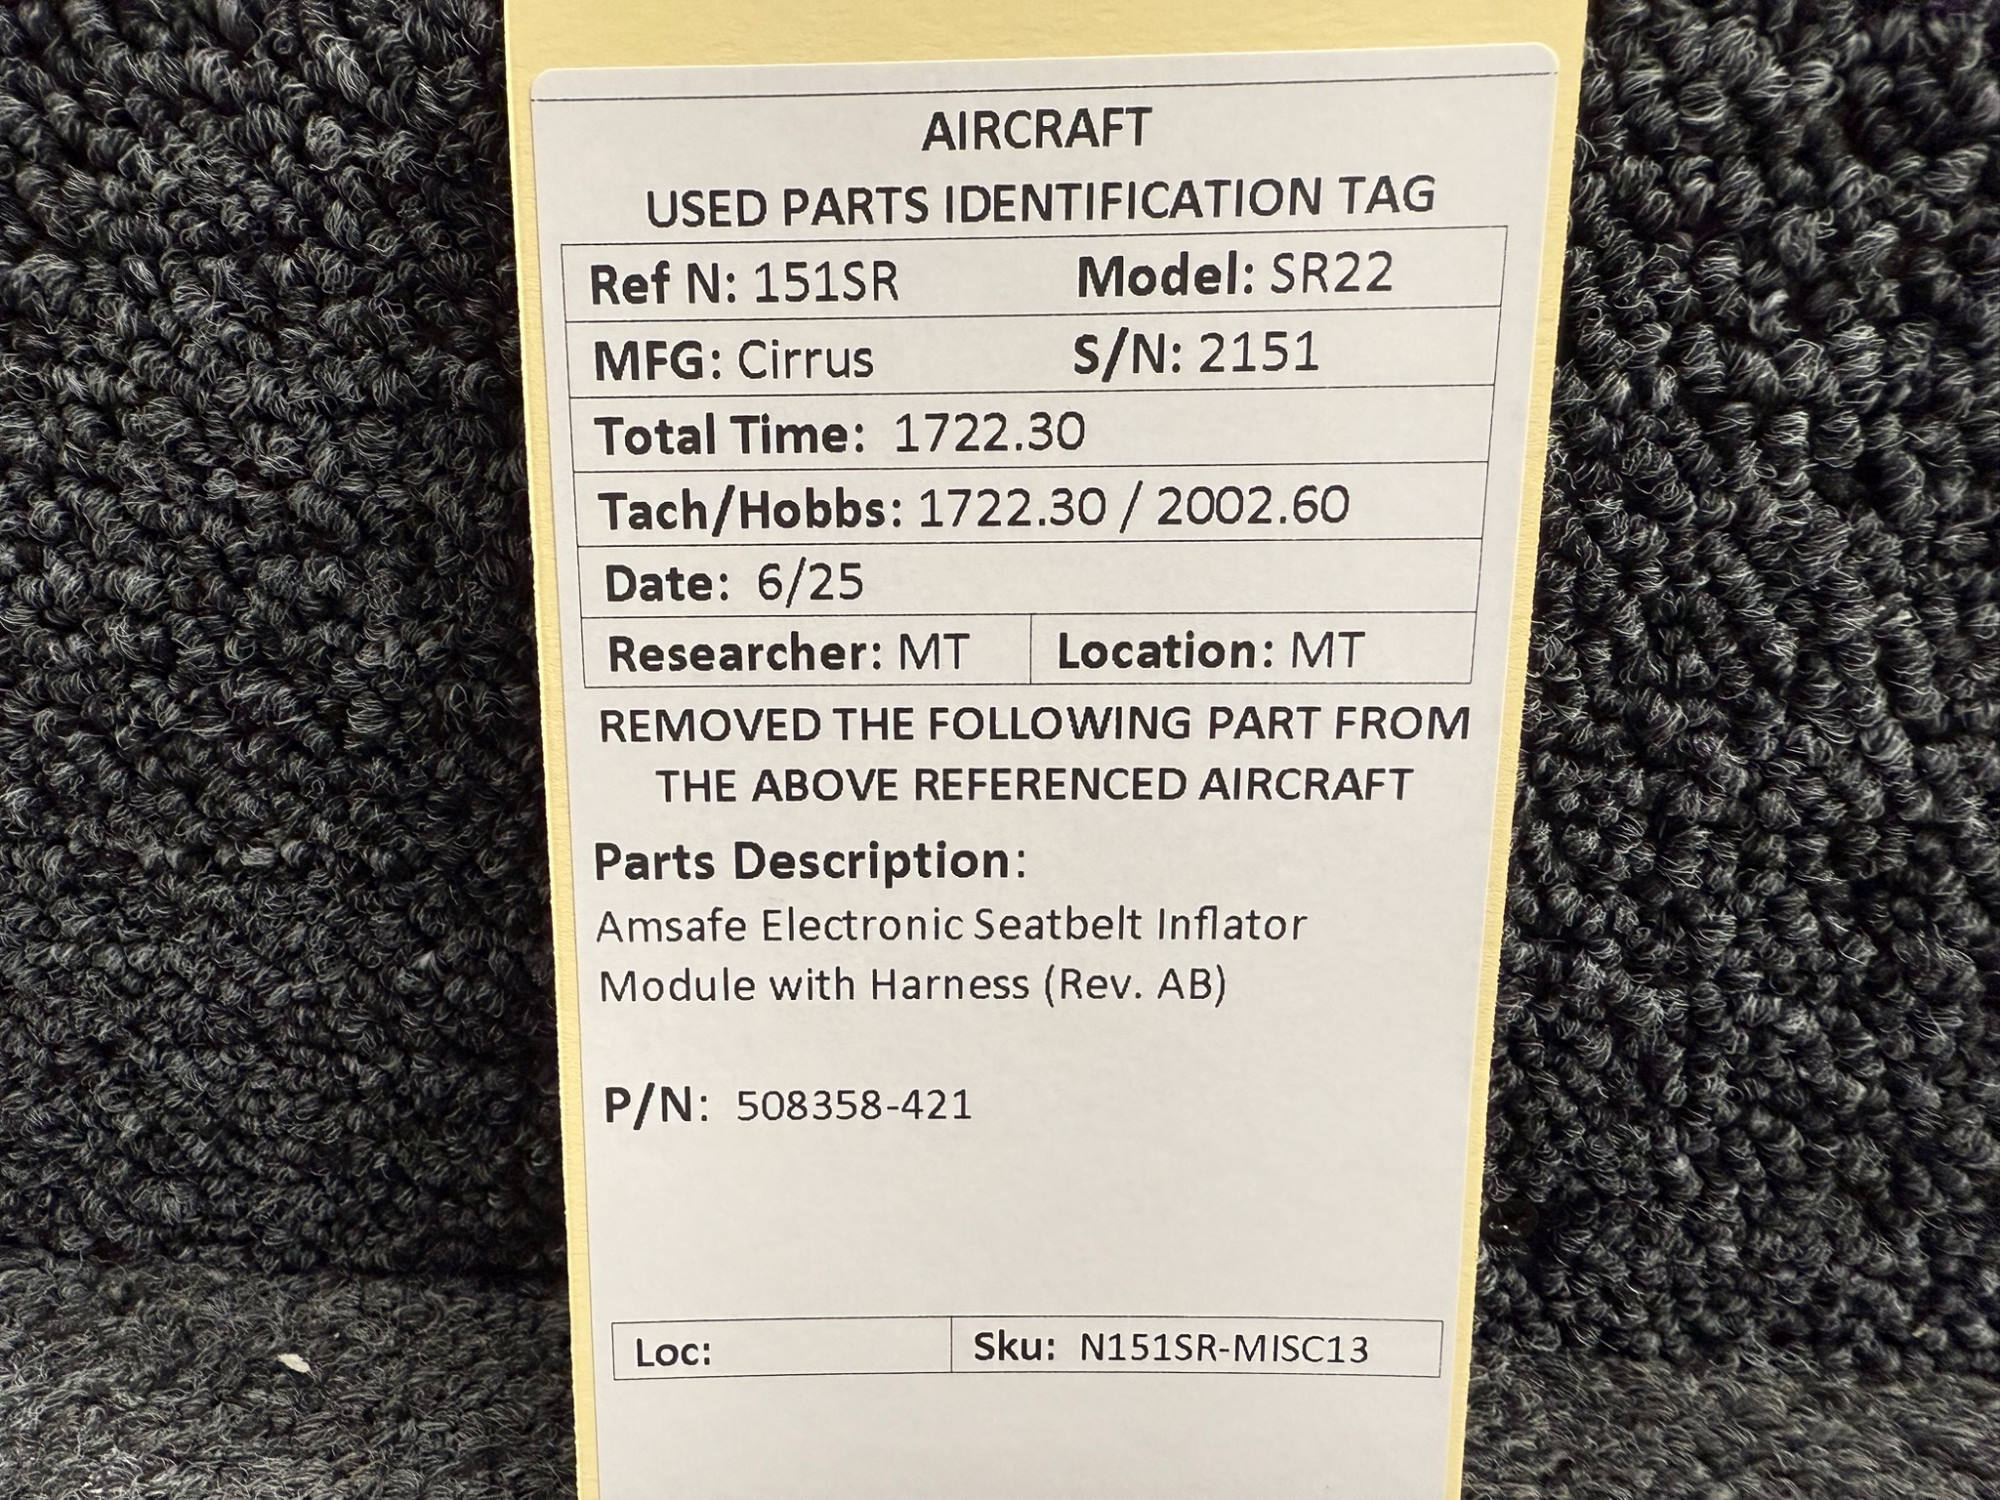 AIRCRAFT
USED PARTS IDENTIFICATION TAG
Ref N: 151SR Model: SR22
MFG: Cirrus S/N: 2151
Total Time: 1722.30
Tach/Hobbs: 1722.30 / 2002.60
Date: 6/25
Researcher: MT Location: MT
REMOVED THE FOLLOWING PART FROM
THE ABOVE REFERENCED AIRCRAFT
Parts Description:
Amsafe Electronic Seatbelt Inflator
Module with Harness (Rev. AB)
P/N: 508358-421
Loc: Sku: N151SR-MISC13